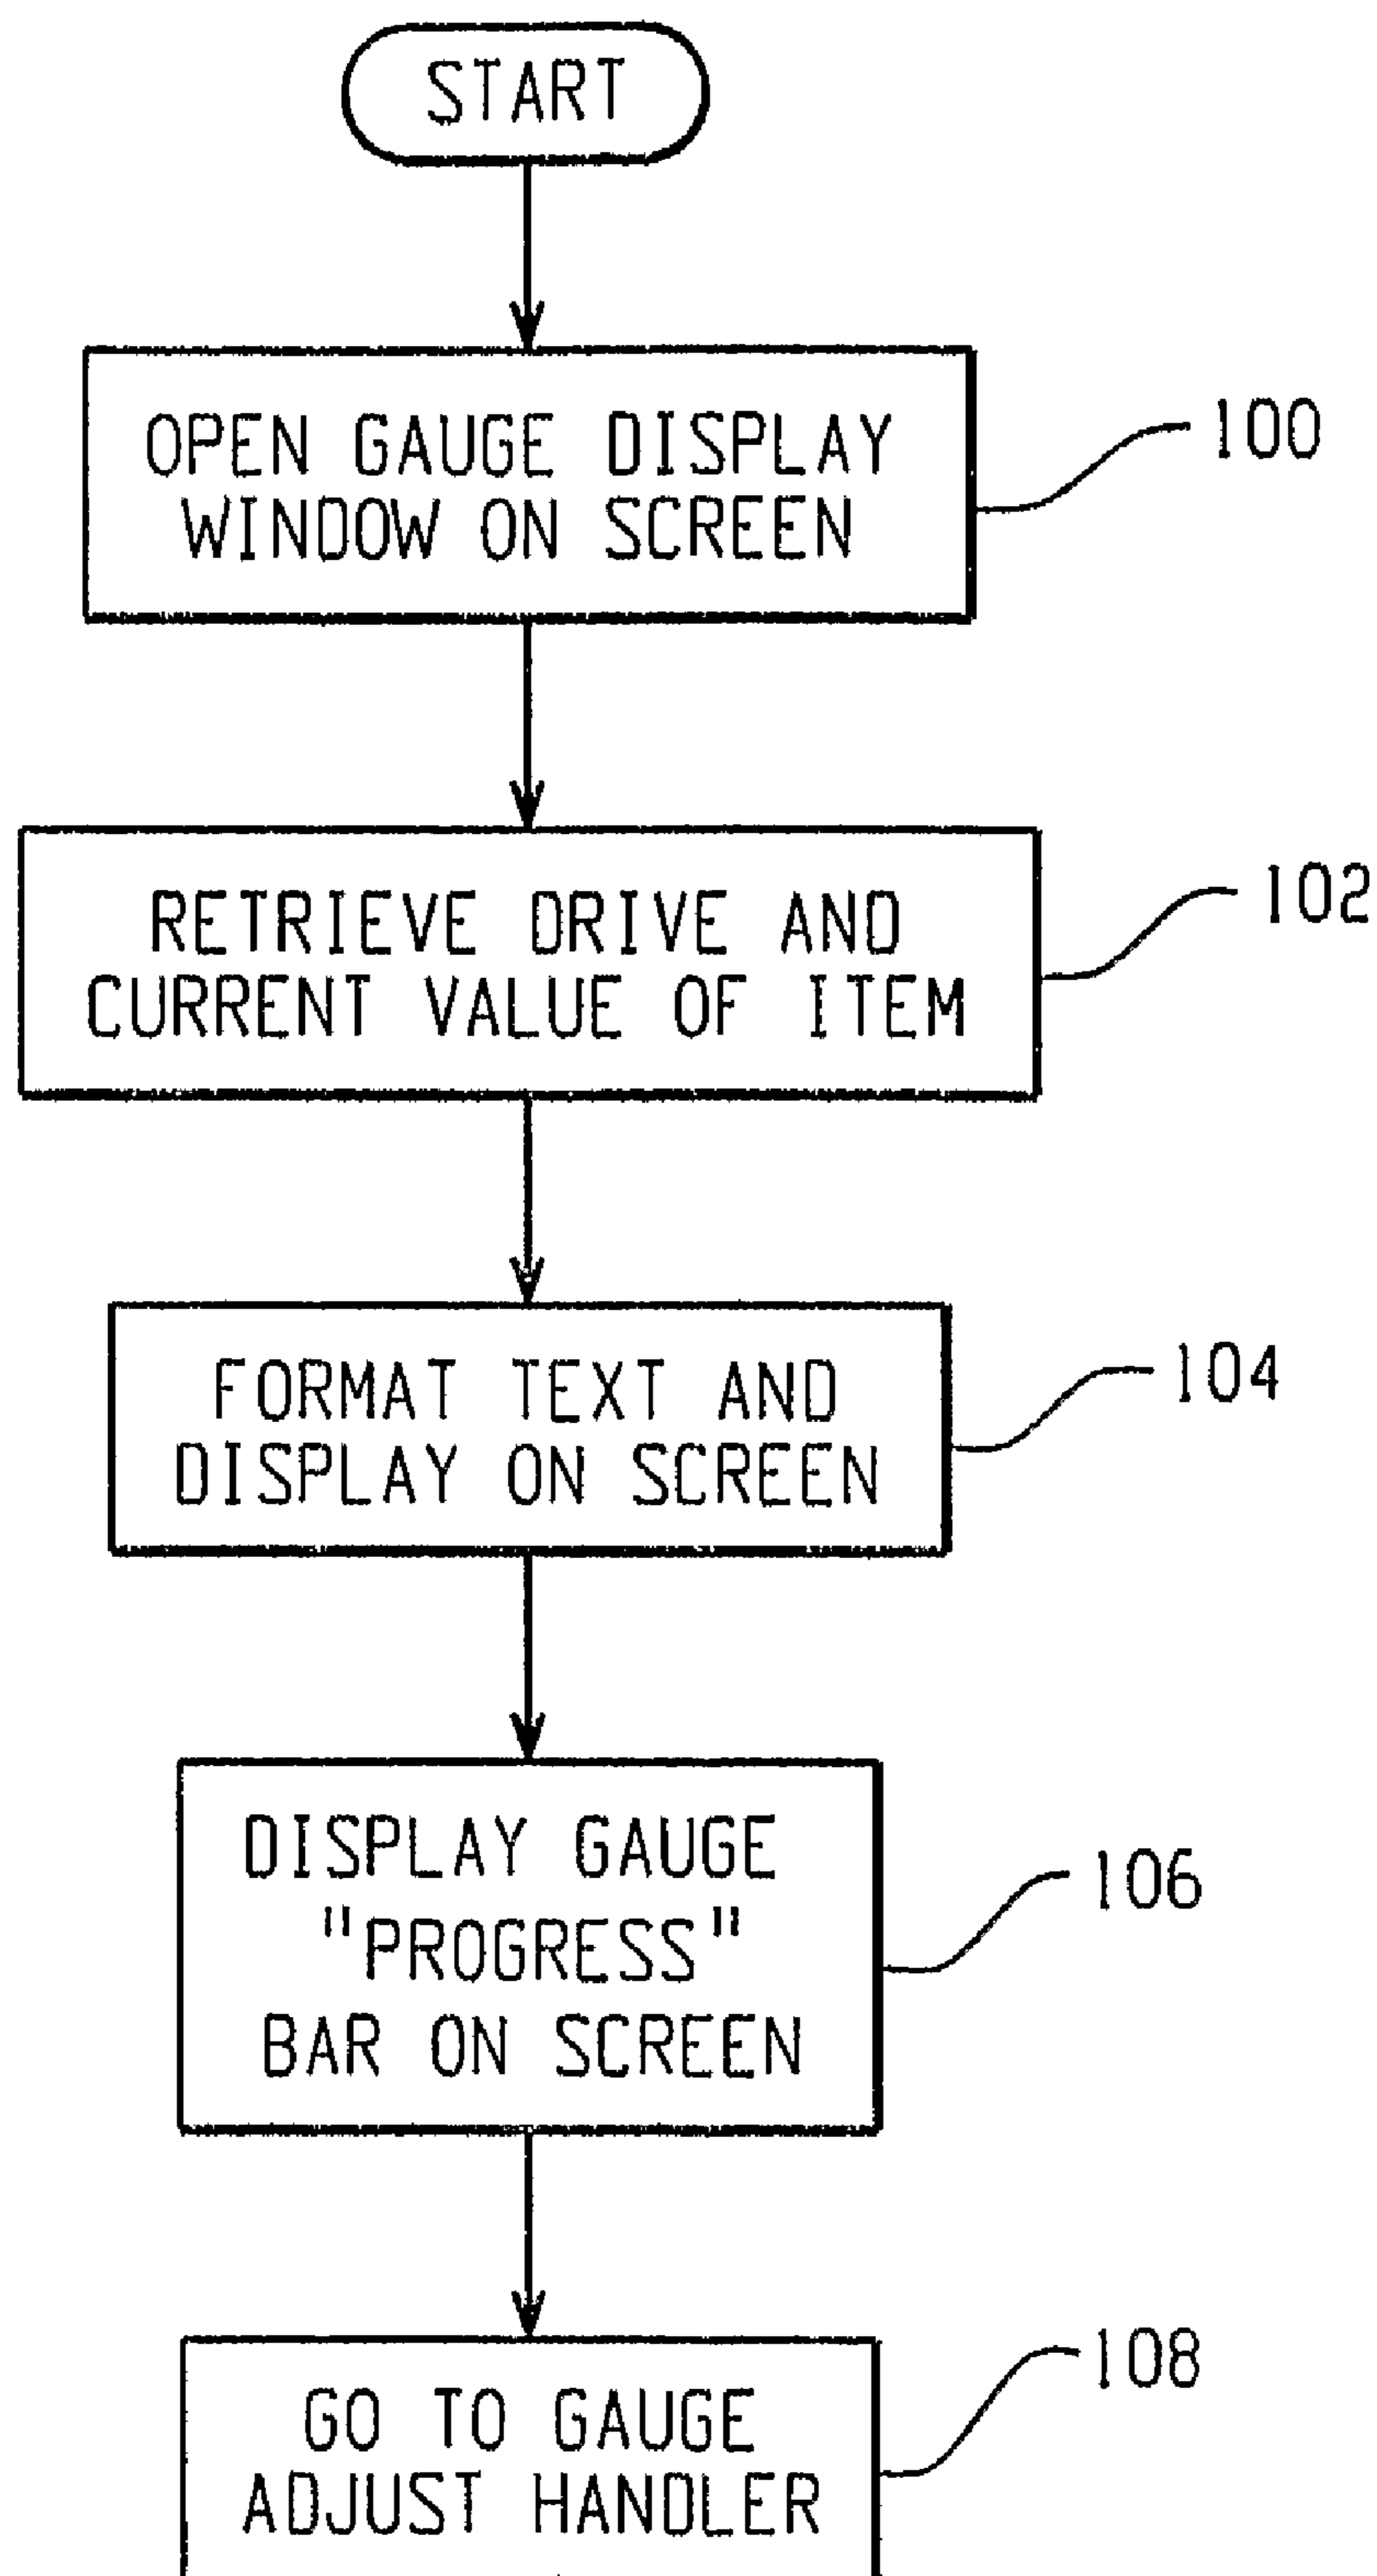 START
OPEN GAUGE DISPLAY
WINDOW ON SCREEN
100
RETRIEVE DRIVE AND
CURRENT VALUE OF ITEM
102
FORMAT TEXT AND
DISPLAY ON SCREEN
104
DISPLAY GAUGE
"PROGRESS"
BAR ON SCREEN
106
GO TO GAUGE
ADJUST HANDLER
108